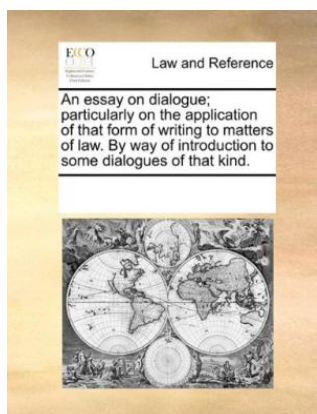 ECCO
Law and Reference
An essay on dialogue;
particularly on the application
of that form of writing to matters
of law. By way of introduction to
some dialogues of that kind.